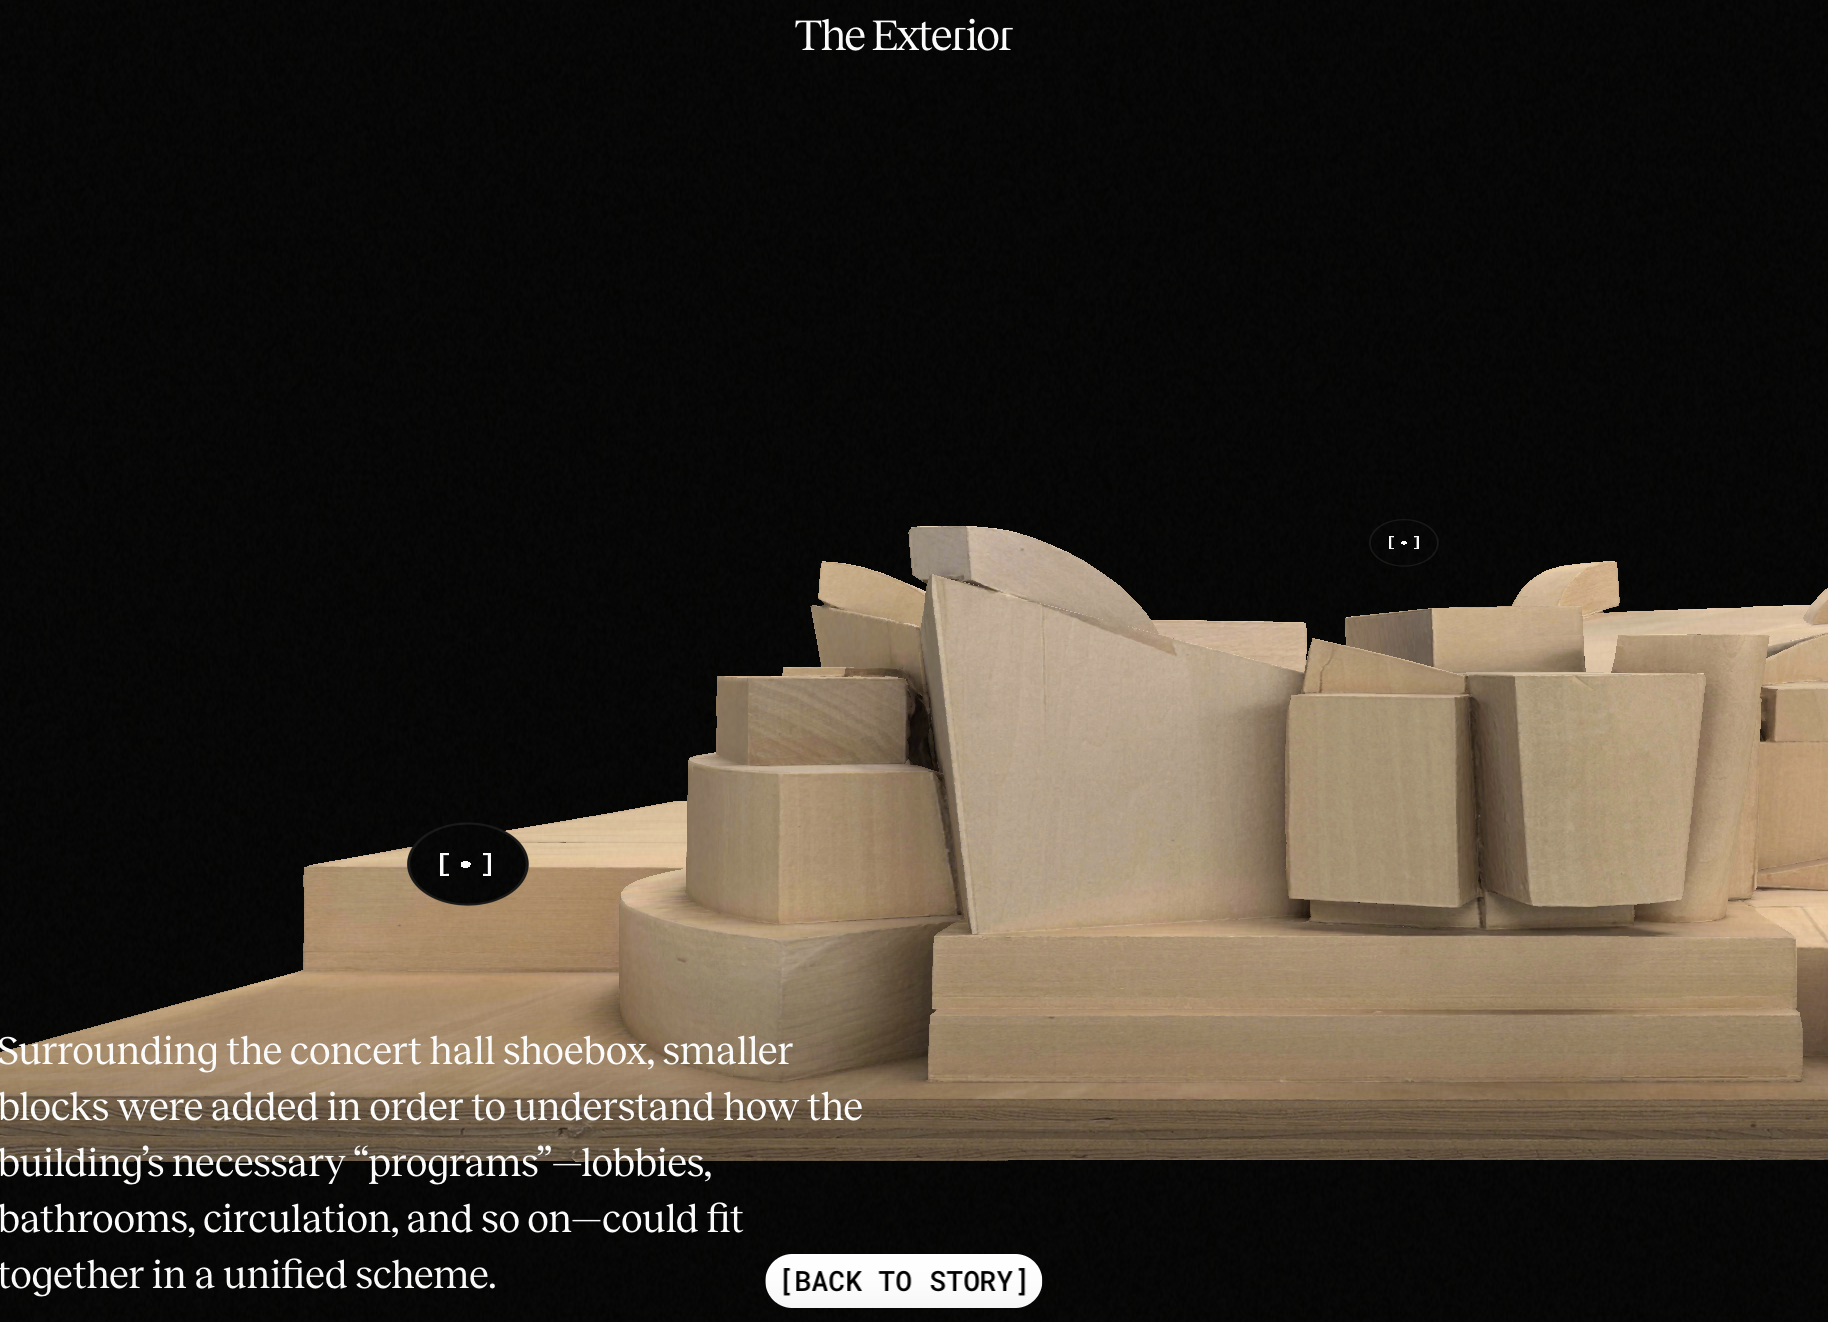 The Exterior
[•]
[•]
Surrounding the concert hall shoebox, smaller
blocks were added in order to understand how the
building’s necessary “programs”—lobbies,
bathrooms, circulation, and so on—could fit
together in a unified scheme.
[BACK TO STORY]